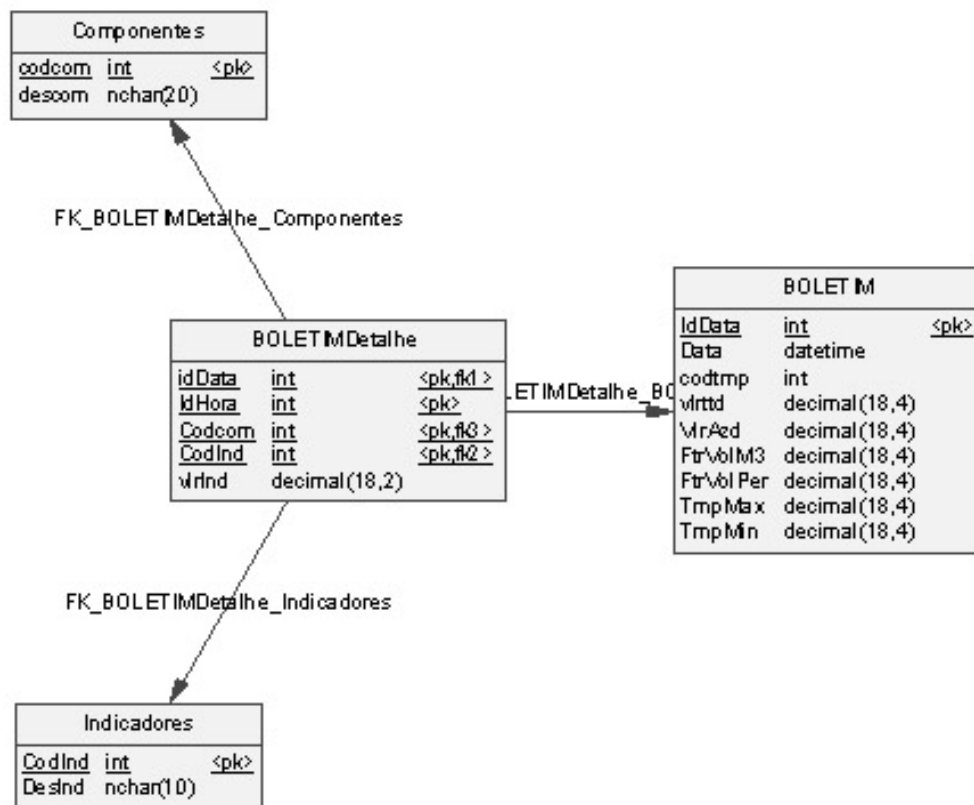 Componentes
codcom int <pk>
descom nchar(20)
FK_BOLETIMDetalhe_Componentes
BOLETIMDetalhe
idData int <pk,fk1>
IdHora int <pk>
Codcom int <pk,fk3>
CodInd int <pk,fk2>
vlrInd decimal(18,2)
LETIMDetalhe_BO
BOLETIM
IdData int <pk>
Data datetime
codtmp int
vlrttd decimal(18,4)
VlrAzd decimal(18,4)
FtrVolM3 decimal(18,4)
FtrVolPer decimal(18,4)
TmpMax decimal(18,4)
TmpMin decimal(18,4)
FK_BOLETIMDetalhe_Indicadores
Indicadores
CodInd int <pk>
DesInd nchar(10)